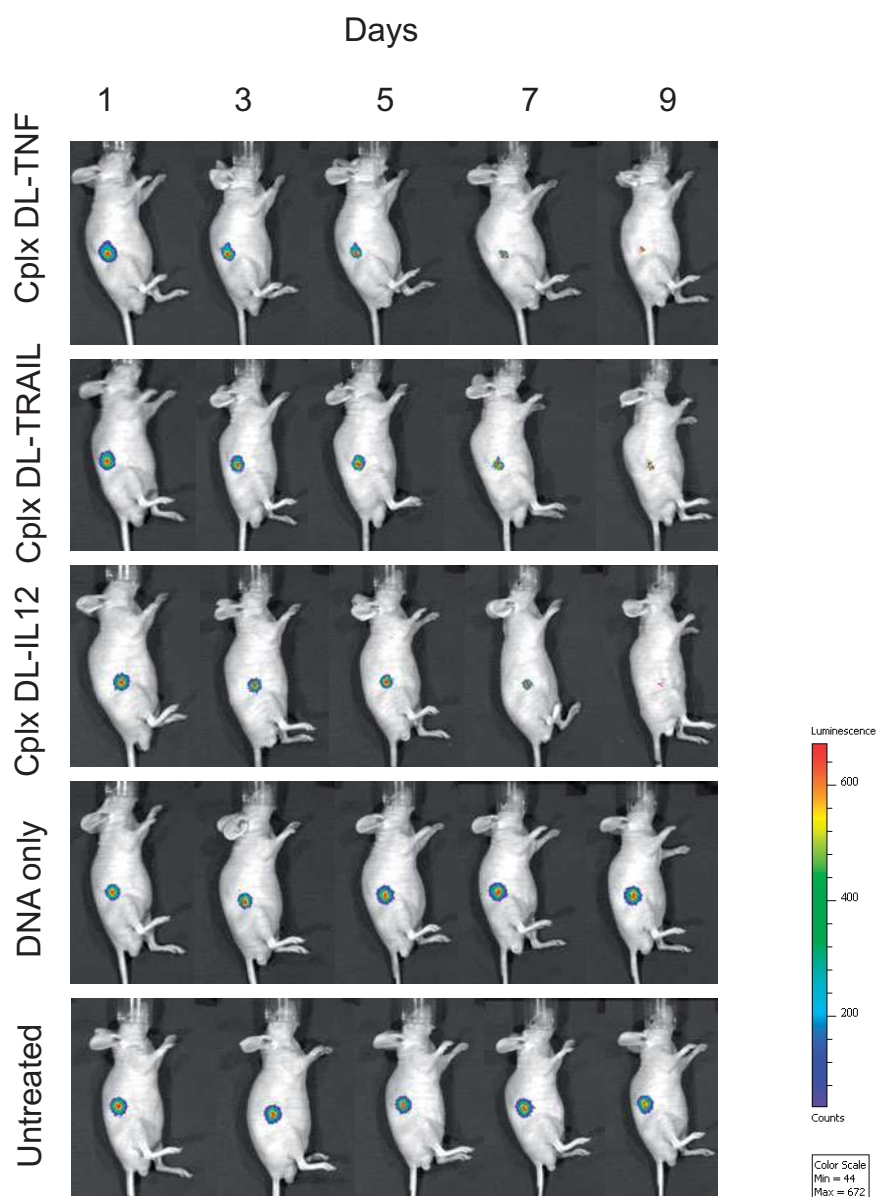 Days
1 3 5 7 9
Cplx DL-TNF
Cplx DL-TRAIL
Cplx DL-IL12
DNA only
Untreated
Luminescence
600
400
200
Counts
Color Scale
Min = 44
Max = 672